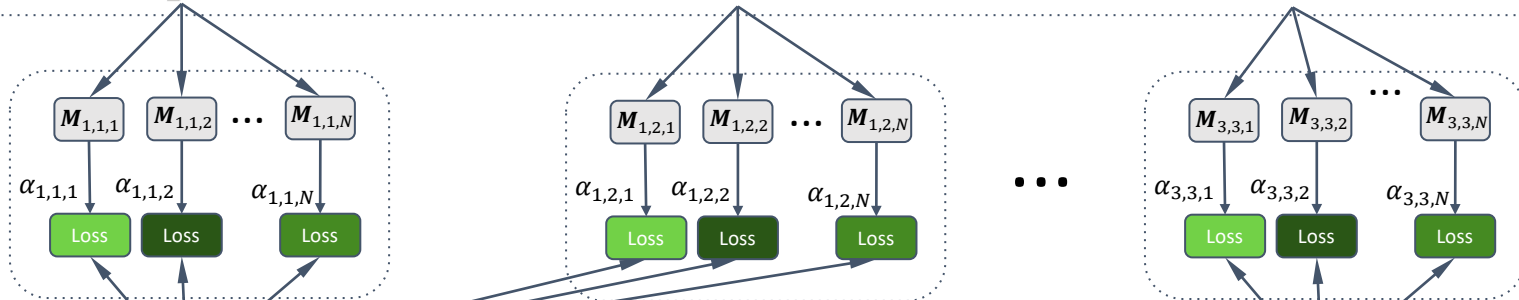 M1,1,1 M1,1,2 ... M1,1,N M1,2,1 M1,2,2 ... M1,2,N M3,3,1 M3,3,2 ... M3,3,N
α1,1,1 α1,1,2 α1,1,N α1,2,1 α1,2,2 α1,2,N ... α3,3,1 α3,3,2 α3,3,N
Loss Loss Loss Loss Loss Loss Loss Loss Loss